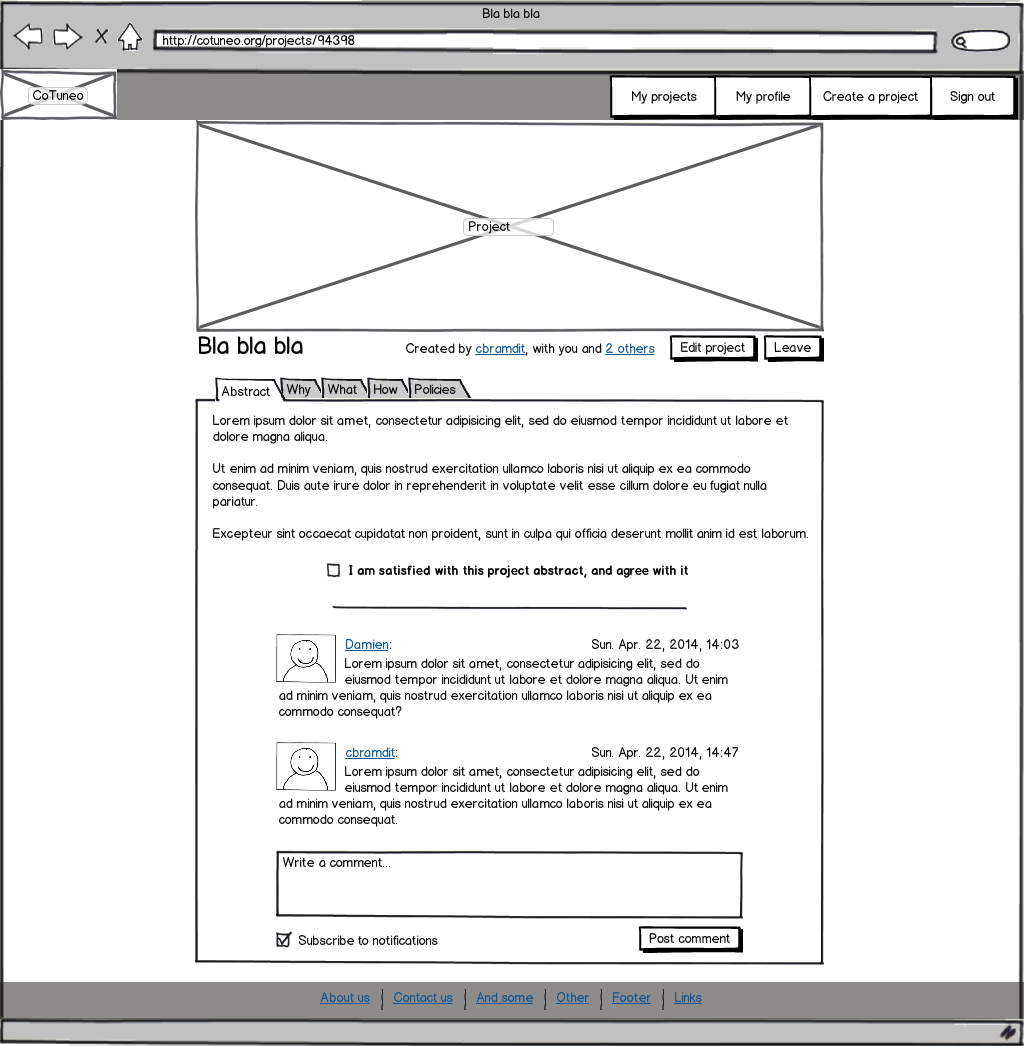 Bla bla bla
http://cotuneo.org/projects/94398
CoTuneo
My projects
My profile
Create a project
Sign out
Project
Bla bla bla
Created by cbramdit, with you and 2 others
Edit project
Leave
Abstract
Why
What
How
Policies
Lorem ipsum dolor sit amet, consectetur adipisicing elit, sed do eiusmod tempor incididunt ut labore et
dolore magna aliqua.
Ut enim ad minim veniam, quis nostrud exercitation ullamco laboris nisi ut aliquip ex ea commodo
consequat. Duis aute irure dolor in reprehenderit in voluptate velit esse cillum dolore eu fugiat nulla
pariatur.
Excepteur sint occaecat cupidatat non proident, sunt in culpa qui officia deserunt mollit anim id est laborum.
I am satisfied with this project abstract, and agree with it
Damien:
Sun. Apr. 22, 2014, 14:03
Lorem ipsum dolor sit amet, consectetur adipisicing elit, sed do
eiusmod tempor incididunt ut labore et dolore magna aliqua. Ut enim
ad minim veniam, quis nostrud exercitation ullamco laboris nisi ut aliquip ex ea
commodo consequat?
cbramdit:
Sun. Apr. 22, 2014, 14:47
Lorem ipsum dolor sit amet, consectetur adipisicing elit, sed do
eiusmod tempor incididunt ut labore et dolore magna aliqua. Ut enim
ad minim veniam, quis nostrud exercitation ullamco laboris nisi ut aliquip ex ea
commodo consequat.
Write a comment...
Subscribe to notifications
Post comment
About us
Contact us
And some
Other
Footer
Links